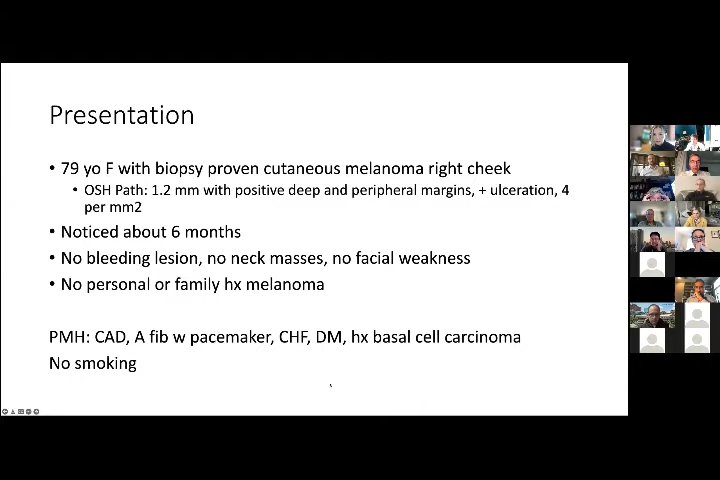 Presentation
• 79 yo F with biopsy proven cutaneous melanoma right cheek
• OSH Path: 1.2 mm with positive deep and peripheral margins, + ulceration, 4
per mm2
• Noticed about 6 months
• No bleeding lesion, no neck masses, no facial weakness
• No personal or family hx melanoma
PMH: CAD, A fib w pacemaker, CHF, DM, hx basal cell carcinoma
No smoking